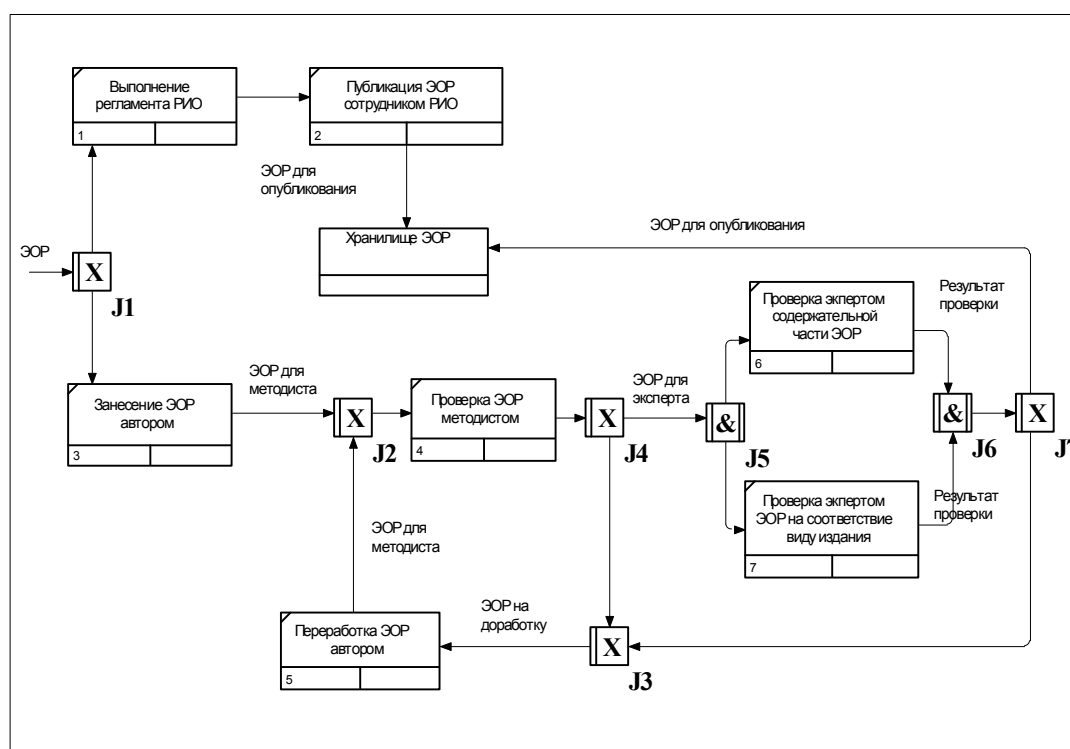 Выполнение
регламента РИО
1
Публикация ЭОР
сотрудником РИО
2
ЭОР для
опубликования
ЭОР
X
J1
Хранилище ЭОР
ЭОР для опубликования
Занесение ЭОР
автором
3
ЭОР для
методиста
X
J2
Проверка ЭОР
методистом
4
X
J4
ЭОР для
эксперта
&
J5
Проверка экпертом
содержательной
части ЭОР
6
Результат
проверки
&
J6
X
J7
Проверка экпертом
ЭОР на соответствие
виду издания
7
Результат
проверки
ЭОР для
методиста
Переработка ЭОР
автором
5
ЭОР на
доработку
X
J3